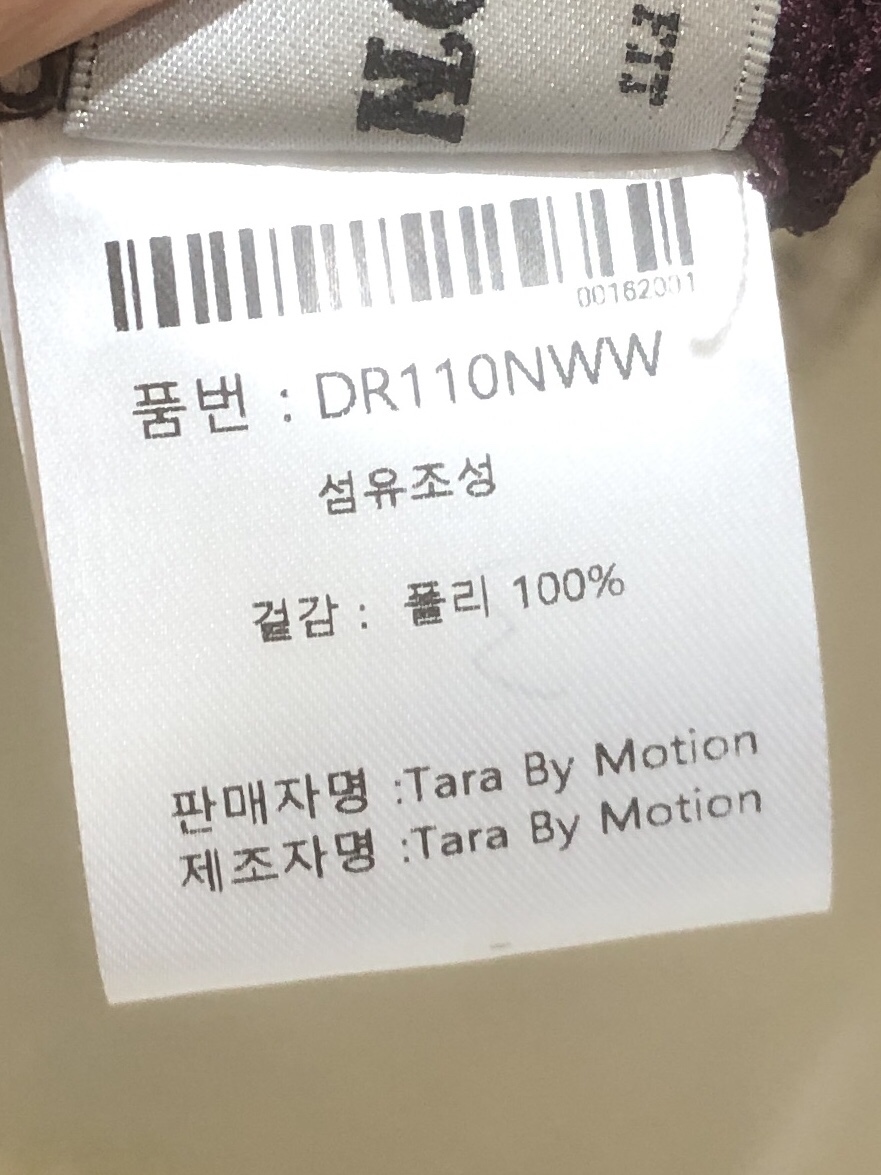 FIT
00162001
품번 : DR110NWW
섬유조성
겉감 : 폴리 100%
판매자명 :Tara By Motion
제조자명 :Tara By Motion